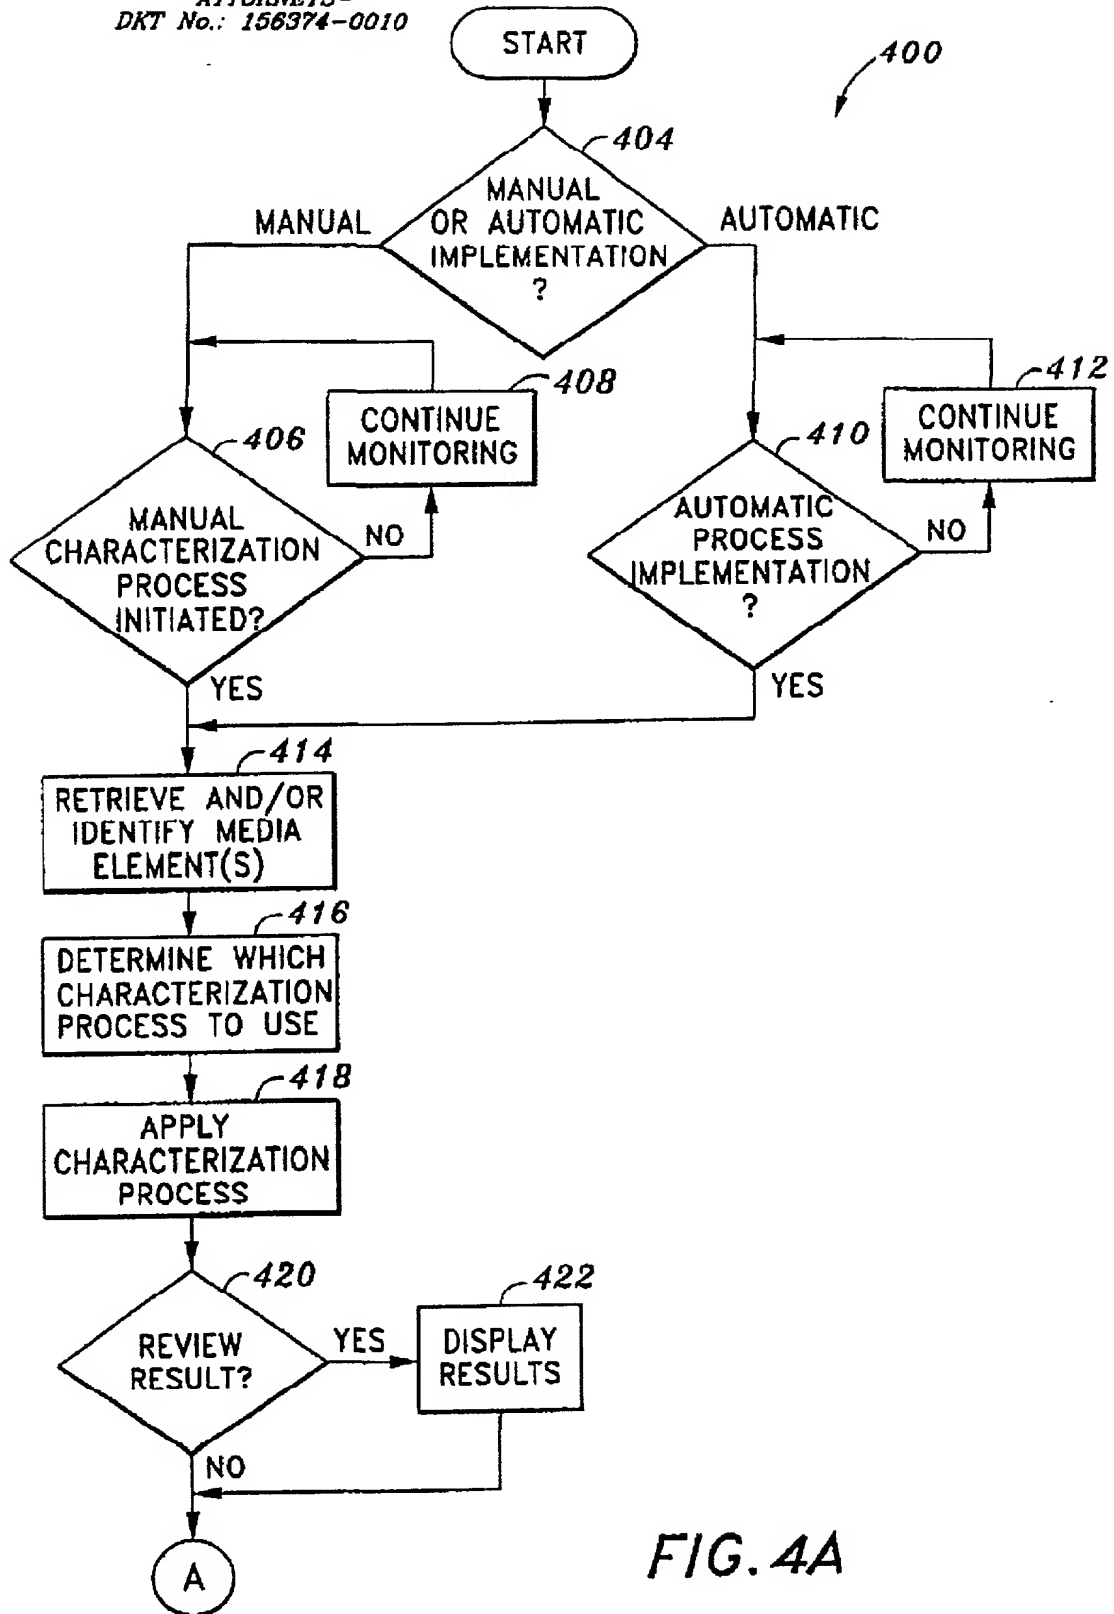 DKT No.: 156374-0010
START
400
404
MANUAL
OR AUTOMATIC
IMPLEMENTATION
?
MANUAL
AUTOMATIC
408
CONTINUE
MONITORING
412
CONTINUE
MONITORING
406
MANUAL
CHARACTERIZATION
PROCESS
INITIATED?
NO
YES
410
AUTOMATIC
PROCESS
IMPLEMENTATION
?
NO
YES
414
RETRIEVE AND/OR
IDENTIFY MEDIA
ELEMENT(S)
416
DETERMINE WHICH
CHARACTERIZATION
PROCESS TO USE
418
APPLY
CHARACTERIZATION
PROCESS
420
REVIEW
RESULT?
YES
422
DISPLAY
RESULTS
NO
A
FIG. 4A